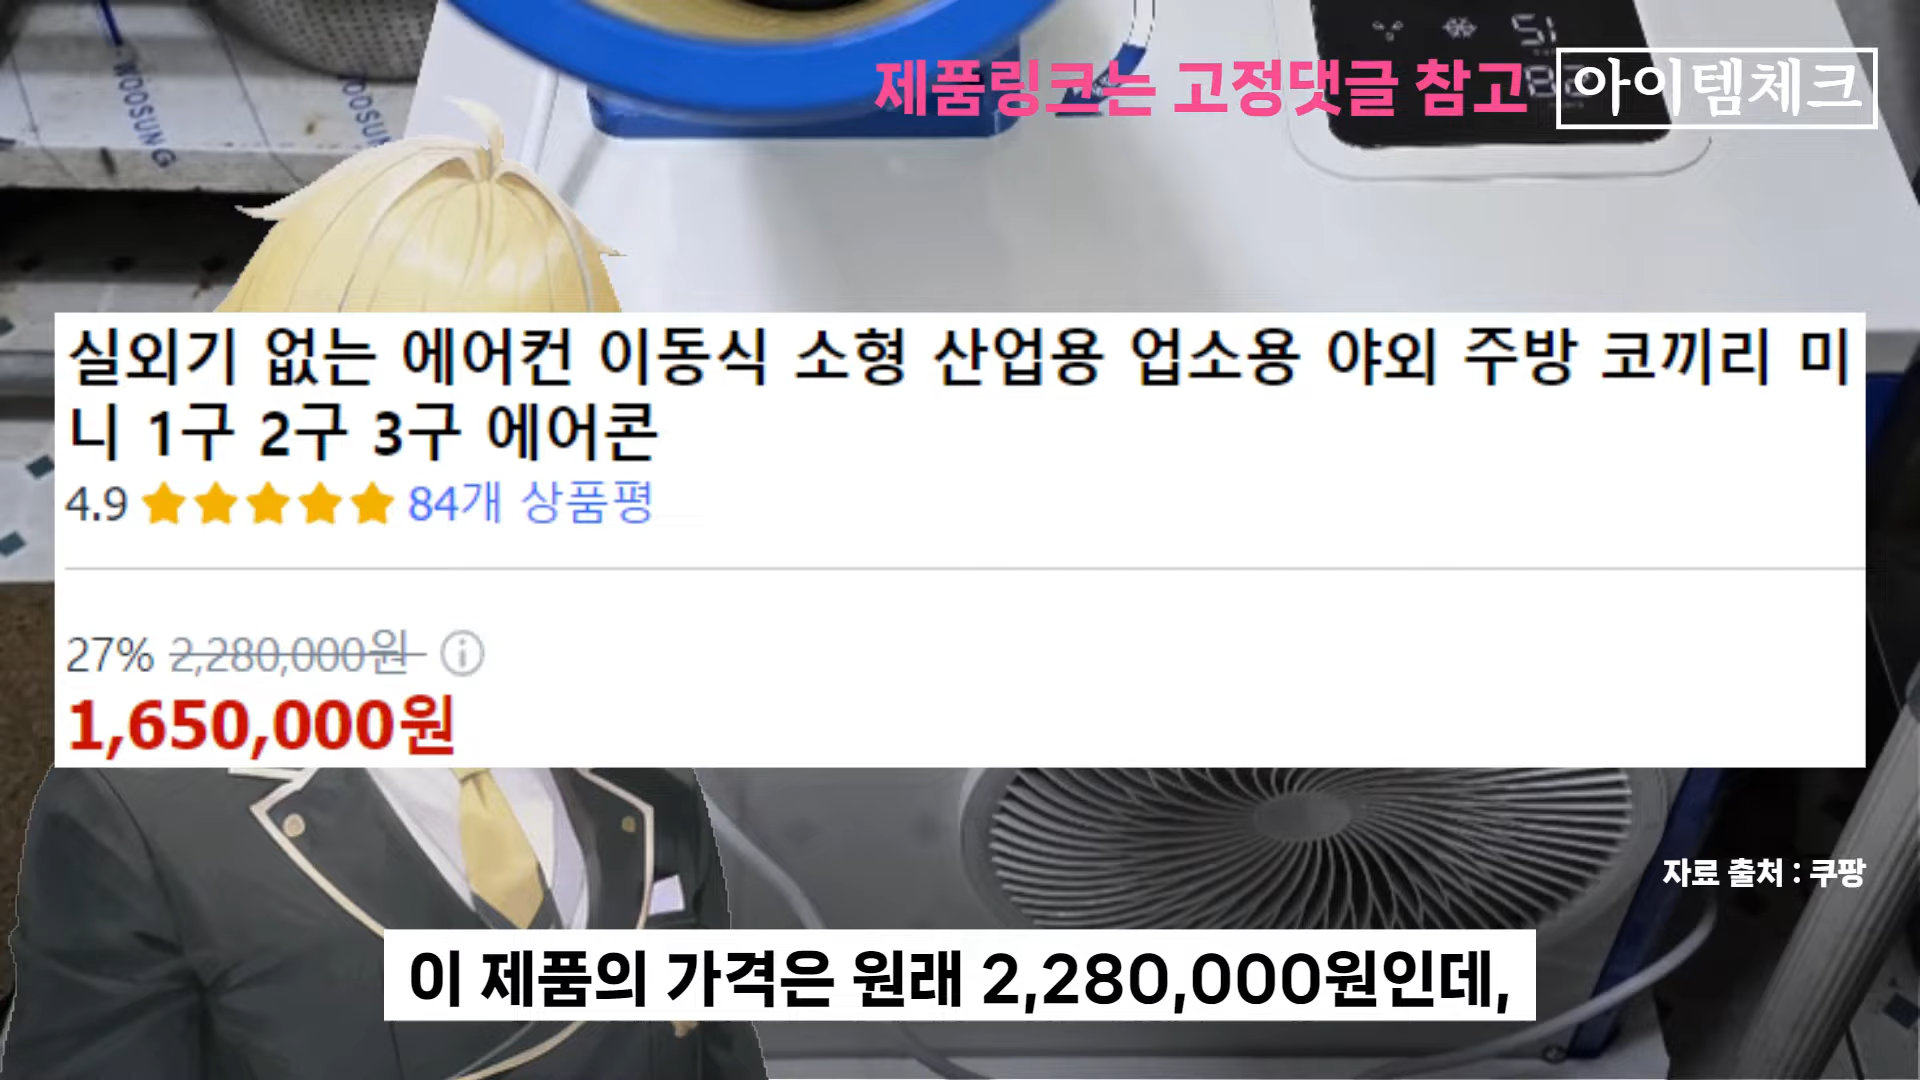 WOOSUNG
제품링크는 고정댓글 참고
아이템체크
실외기 없는 에어컨 이동식 소형 산업용 업소용 야외 주방 코끼리 미
니 1구 2구 3구 에어콘
4.9 84개 상품평
27% 2,280,000원
1,650,000원
자료 출처 : 쿠팡
이 제품의 가격은 원래 2,280,000원인데,